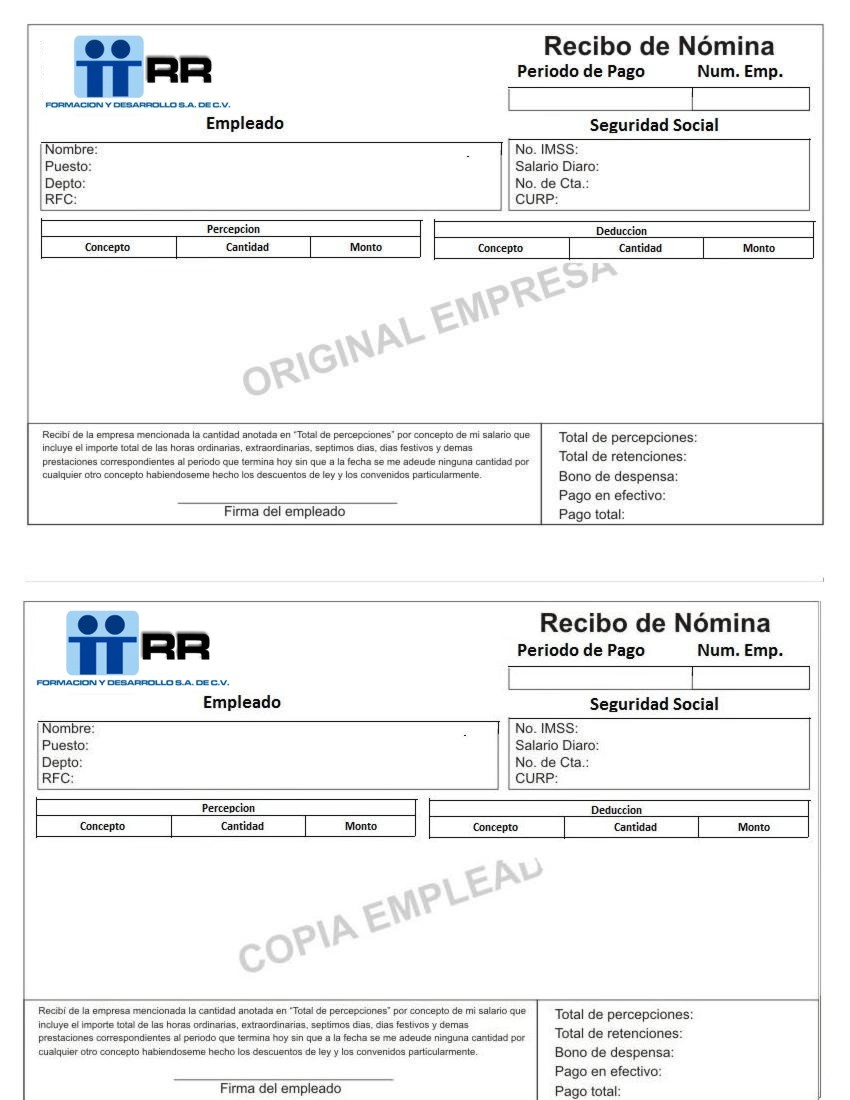 RR
FORMACION Y DESARROLLO S.A. DE C.V.
Recibo de Nómina
Periodo de Pago Num. Emp.
Empleado
Seguridad Social
Nombre:
Puesto:
Depto:
RFC:
No. IMSS:
Salario Diaro:
No. de Cta.:
CURP:
Percepcion
Concepto Cantidad Monto
Deduccion
Concepto Cantidad Monto
ORIGINAL EMPRESA
Recibí de la empresa mencionada la cantidad anotada en “Total de percepciones” por concepto de mi salario que
incluye el importe total de las horas ordinarias, extraordinarias, septimos dias, dias festivos y demas
prestaciones correspondientes al periodo que termina hoy sin que a la fecha se me adeude ninguna cantidad por
cualquier otro concepto habiendoseme hecho los descuentos de ley y los convenidos particularmente.
Firma del empleado
Total de percepciones:
Total de retenciones:
Bono de despensa:
Pago en efectivo:
Pago total:
RR
FORMACION Y DESARROLLO S.A. DE C.V.
Recibo de Nómina
Periodo de Pago Num. Emp.
Empleado
Seguridad Social
Nombre:
Puesto:
Depto:
RFC:
No. IMSS:
Salario Diaro:
No. de Cta.:
CURP:
Percepcion
Concepto Cantidad Monto
Deduccion
Concepto Cantidad Monto
COPIA EMPLEAD
Recibí de la empresa mencionada la cantidad anotada en “Total de percepciones” por concepto de mi salario que
incluye el importe total de las horas ordinarias, extraordinarias, septimos dias, dias festivos y demas
prestaciones correspondientes al periodo que termina hoy sin que a la fecha se me adeude ninguna cantidad por
cualquier otro concepto habiendoseme hecho los descuentos de ley y los convenidos particularmente.
Firma del empleado
Total de percepciones:
Total de retenciones:
Bono de despensa:
Pago en efectivo:
Pago total: